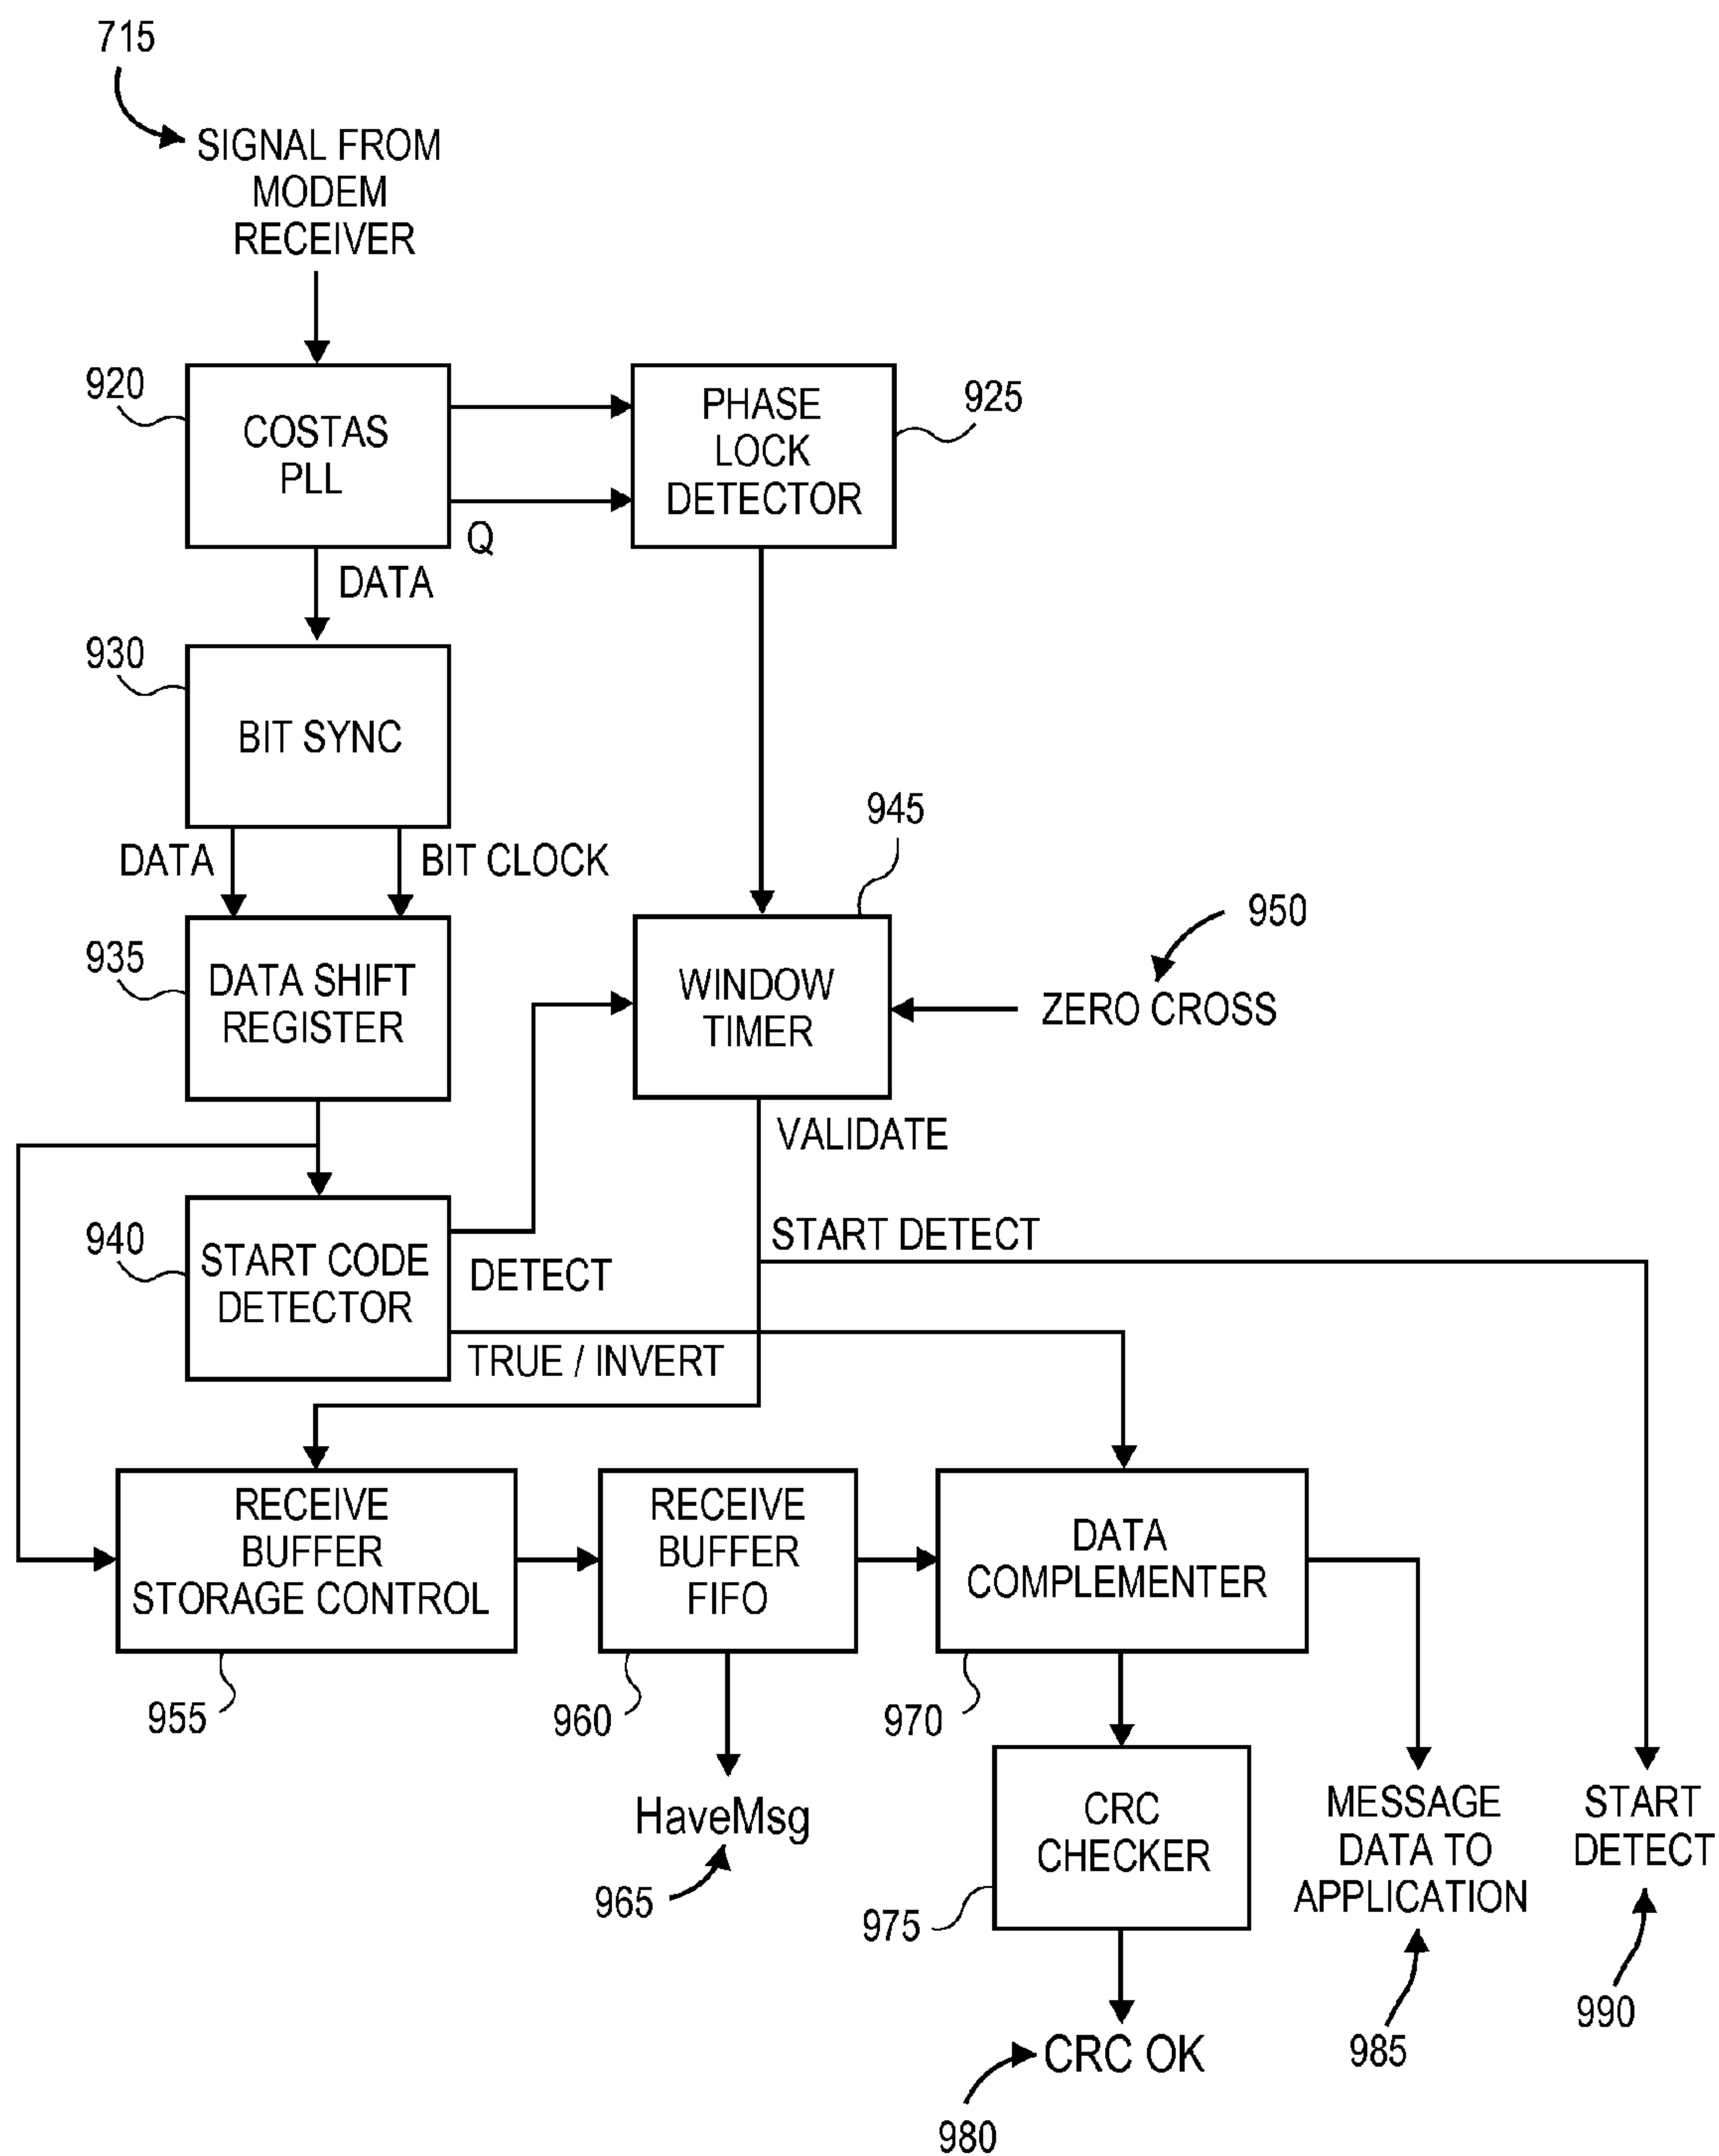 715
SIGNAL FROM
MODEM
RECEIVER
920
COSTAS
PLL
PHASE
LOCK
DETECTOR
925
Q
DATA
930
BIT SYNC
DATA
BIT CLOCK
945
950
935
DATA SHIFT
REGISTER
WINDOW
TIMER
ZERO CROSS
VALIDATE
940
START CODE
DETECTOR
DETECT
START DETECT
TRUE / INVERT
RECEIVE
BUFFER
STORAGE CONTROL
RECEIVE
BUFFER
FIFO
DATA
COMPLEMENTER
955
960
970
HaveMsg
965
CRC
CHECKER
975
MESSAGE
DATA TO
APPLICATION
START
DETECT
985
990
CRC OK
980